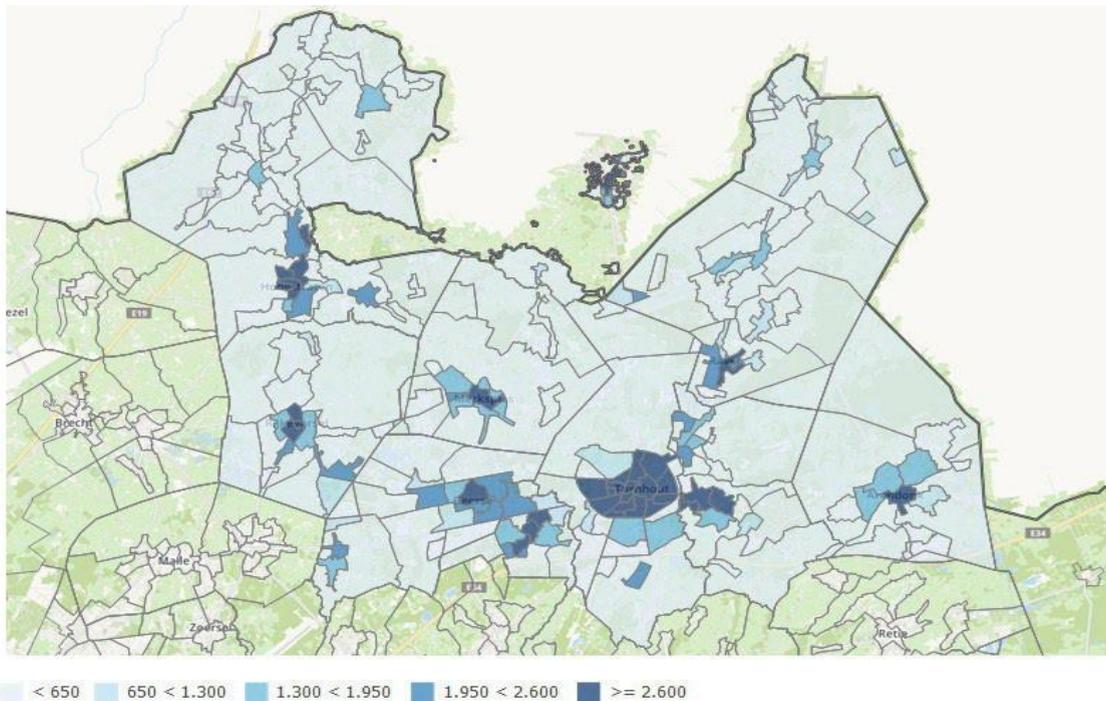 E19
Brecht
Turnhout
Malle
E34
E34
Zoersel
Retie
< 650 650 < 1.300 1.300 < 1.950 1.950 < 2.600 >= 2.600